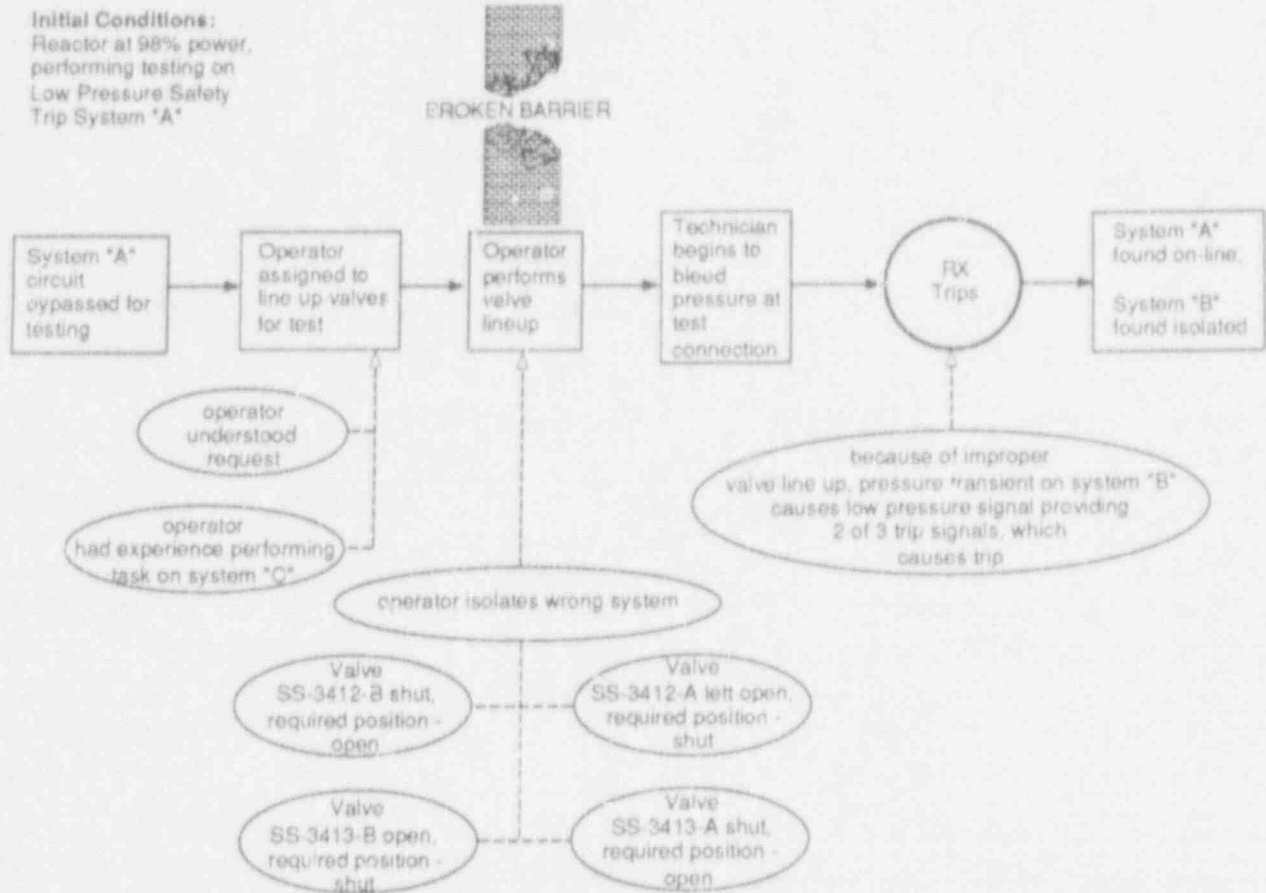 Initial Conditions:
Reactor at 98% power,
performing testing on
Low Pressure Safety
Trip System "A"
BROKEN BARRIER
System "A"
circuit
bypassed for
testing
Operator
assigned to
line up valves
for test
Operator
performs
valve
lineup
Technician
begins to
bleed
pressure at
test
connection
RX
Trips
System "A"
found on-line,
System "B"
found isolated
operator
understood
request
operator
had experience performing
task on system "C"
because of improper
valve line up, pressure transient on system "B"
causes low pressure signal providing
2 of 3 trip signals, which
causes trip
operator isolates wrong system
Valve
SS-3412-B shut,
required position -
open
Valve
SS-3412-A left open,
required position -
shut
Valve
SS-3413-B open,
required position -
shut
Valve
SS-3413-A shut,
required position -
open